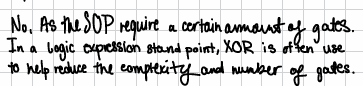 No. As the SOP require a certain ammount of gates.
In a logic expression stand point, XOR is often use
to help reduce the complexity and number of gates.